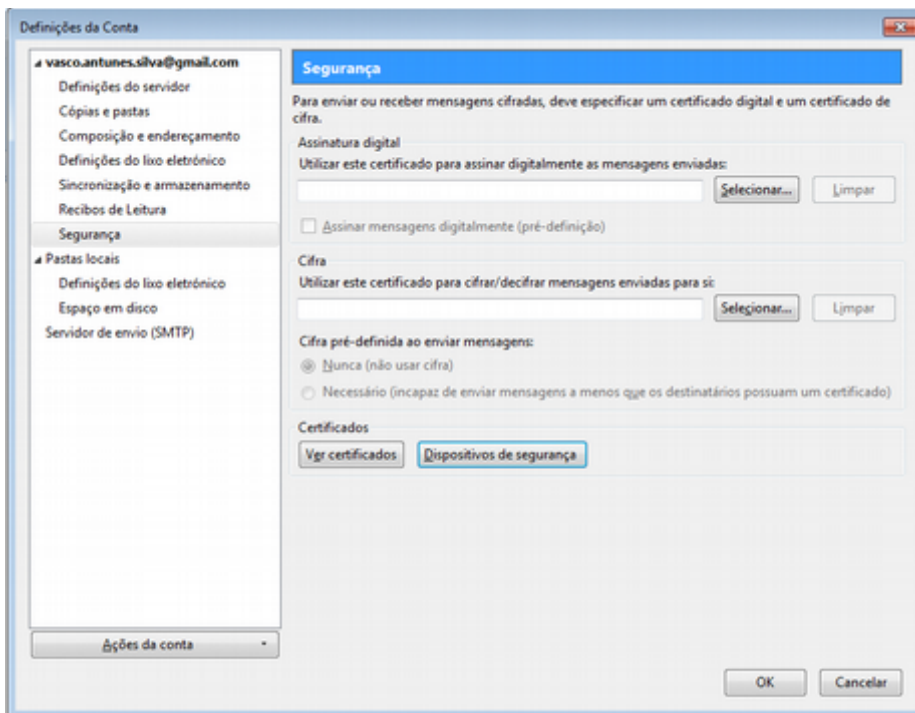 Definições da Conta
vasco.antunes.silva@gmail.com
Definições do servidor
Cópias e pastas
Composição e endereçamento
Definições do lixo eletrónico
Sincronização e armazenamento
Recibos de Leitura
Segurança
Pastas locais
Definições do lixo eletrónico
Espaço em disco
Servidor de envio (SMTP)
Ações da conta
Segurança
Para enviar ou receber mensagens cifradas, deve especificar um certificado digital e um certificado de
cifra.
Assinatura digital
Utilizar este certificado para assinar digitalmente as mensagens enviadas:
Selecionar... Limpar
Assinar mensagens digitalmente (pré-definição)
Cifra
Utilizar este certificado para cifrar/decifrar mensagens enviadas para si:
Selecionar... Limpar
Cifra pré-definida ao enviar mensagens:
Nunca (não usar cifra)
Necessário (incapaz de enviar mensagens a menos que os destinatários possuam um certificado)
Certificados
Ver certificados Dispositivos de segurança
OK Cancelar